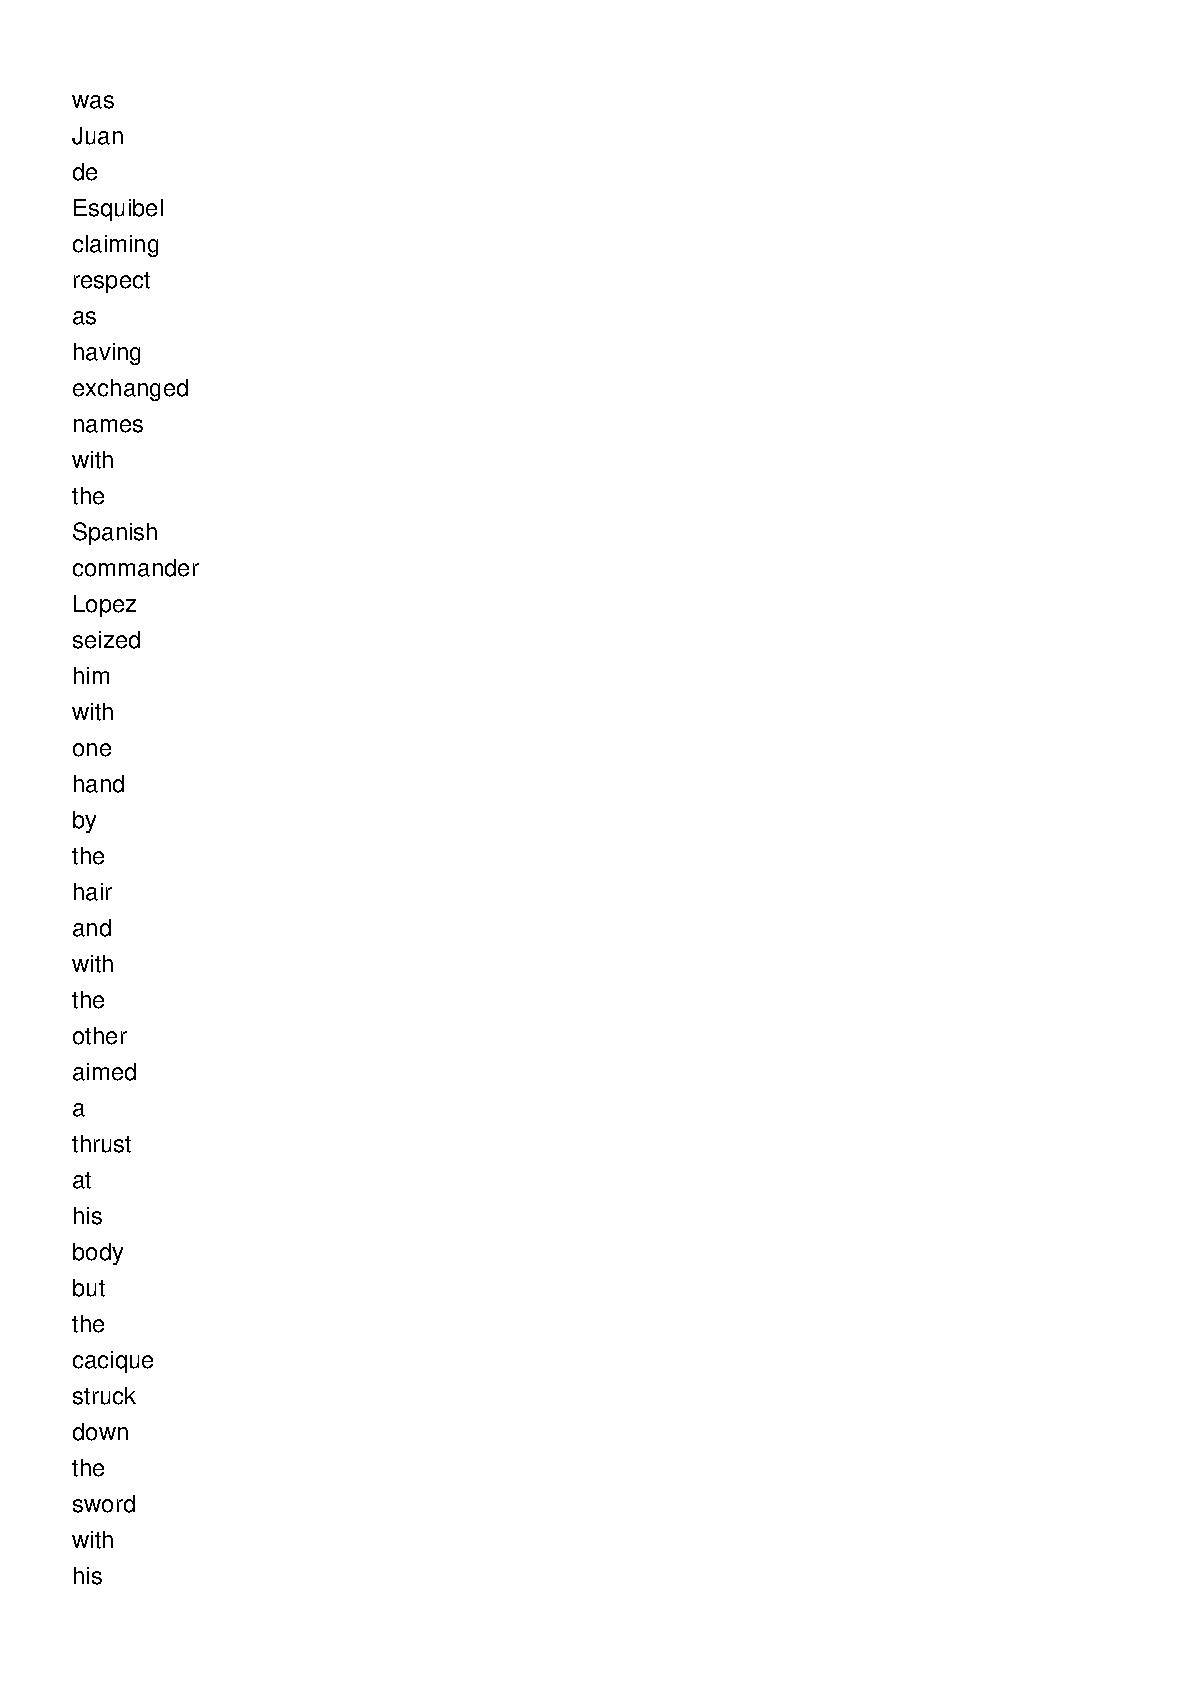 was
Juan
de
Esquibel
claiming
respect
as
having
exchanged
names
with
the
Spanish
commander
Lopez
seized
him
with
one
hand
by
the
hair
and
with
the
other
aimed
a
thrust
at
his
body
but
the
cacique
struck
down
the
sword
with
his